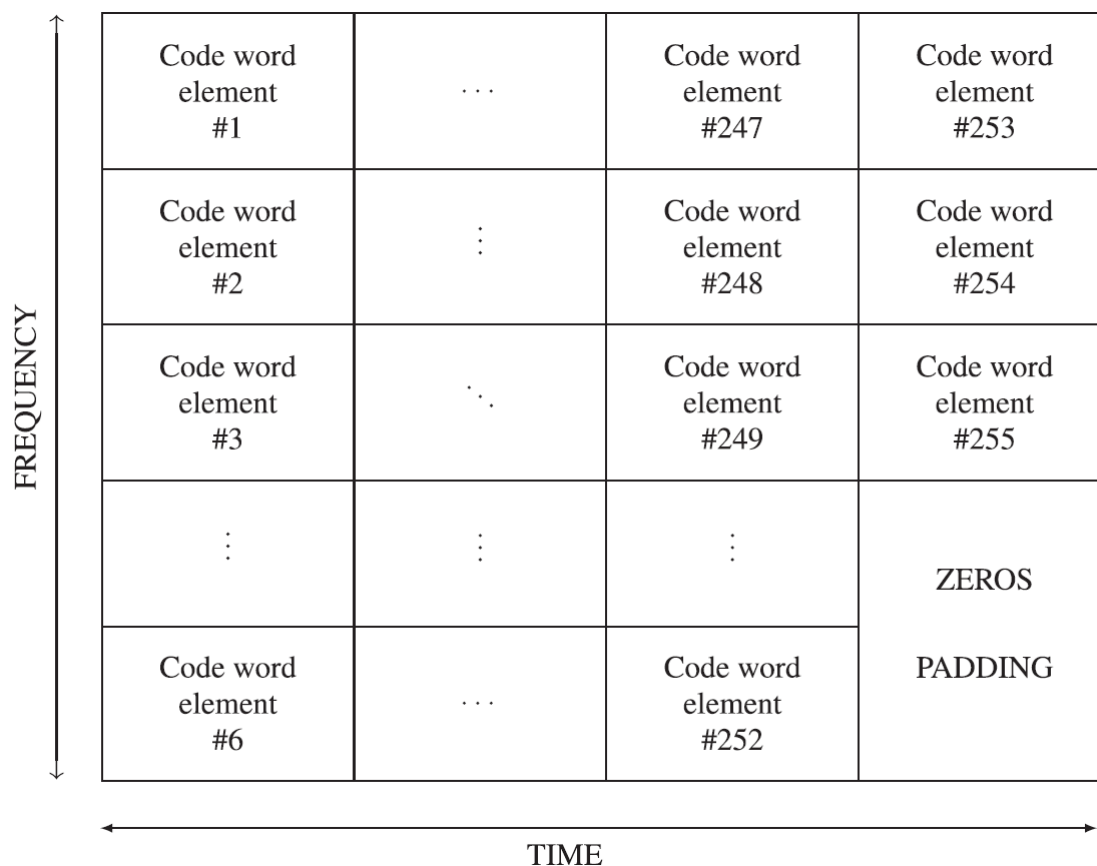 Code word
element
#1
. . .
Code word
element
#247
Code word
element
#253
Code word
element
#2
⋮
Code word
element
#248
Code word
element
#254
FREQUENCY
Code word
element
#3
⋱
Code word
element
#249
Code word
element
#255
⋮
⋮
⋮
ZEROS
PADDING
Code word
element
#6
. . .
Code word
element
#252
TIME